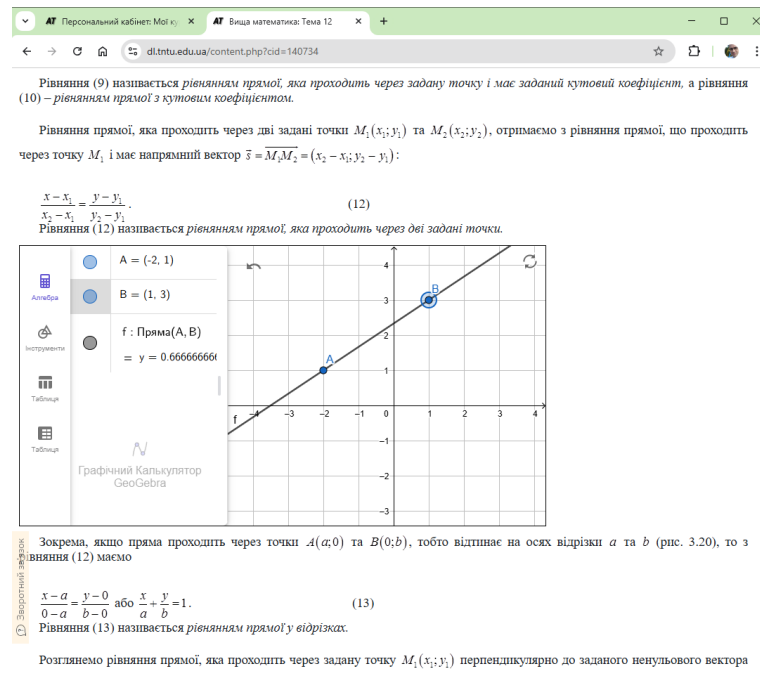 Персональний кабінет: Мої ку
Вища математика: Тема 12
dl.tntu.edu.ua/content.php?cid=140734
Рівняння (9) називається рівнянням прямої, яка проходить через задану точку і має заданий кутовий коефіцієнт, а рівняння
(10) – рівнянням прямої з кутовим коефіцієнтом.
Рівняння прямої, яка проходить через дві задані точки M₁(x₁; y₁) та M₂(x₂; y₂), отримаємо з рівняння прямої, що проходить
через точку M₁ і має напрямний вектор s⃗ = M₁M₂ = (x₂ − x₁; y₂ − y₁):
(x − x₁)/(x₂ − x₁) = (y − y₁)/(y₂ − y₁). (12)
Рівняння (12) називається рівнянням прямої, яка проходить через дві задані точки.
Алгебра
Інструменти
Таблиця
Таблиця
A = (-2, 1)
B = (1, 3)
f : Пряма(A, B)
= y = 0.666666666
Графічний Калькулятор
GeoGebra
A
B
f
4
3
2
1
−1
−2
−3
−4 −3 −2 −1 0 1 2 3 4
Зворотний зв'язок
Зокрема, якщо пряма проходить через точки A(a;0) та B(0;b), тобто відтинає на осях відрізки a та b (рис. 3.20), то з
рівняння (12) маємо
(x − a)/(0 − a) = (y − 0)/(b − 0) або x/a + y/b = 1. (13)
Рівняння (13) називається рівнянням прямої у відрізках.
Розглянемо рівняння прямої, яка проходить через задану точку M₁(x₁; y₁) перпендикулярно до заданого ненульового вектора